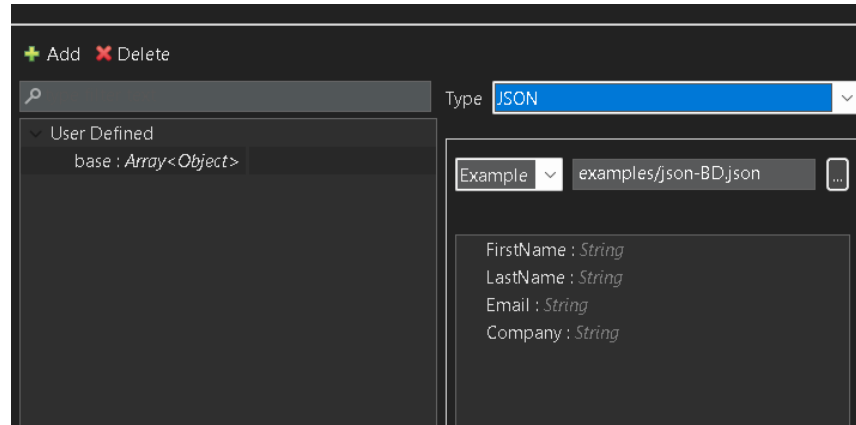 Add Delete
User Defined
base : Array<Object>
Type JSON
Example examples/json-BD.json ...
FirstName : String
LastName : String
Email : String
Company : String